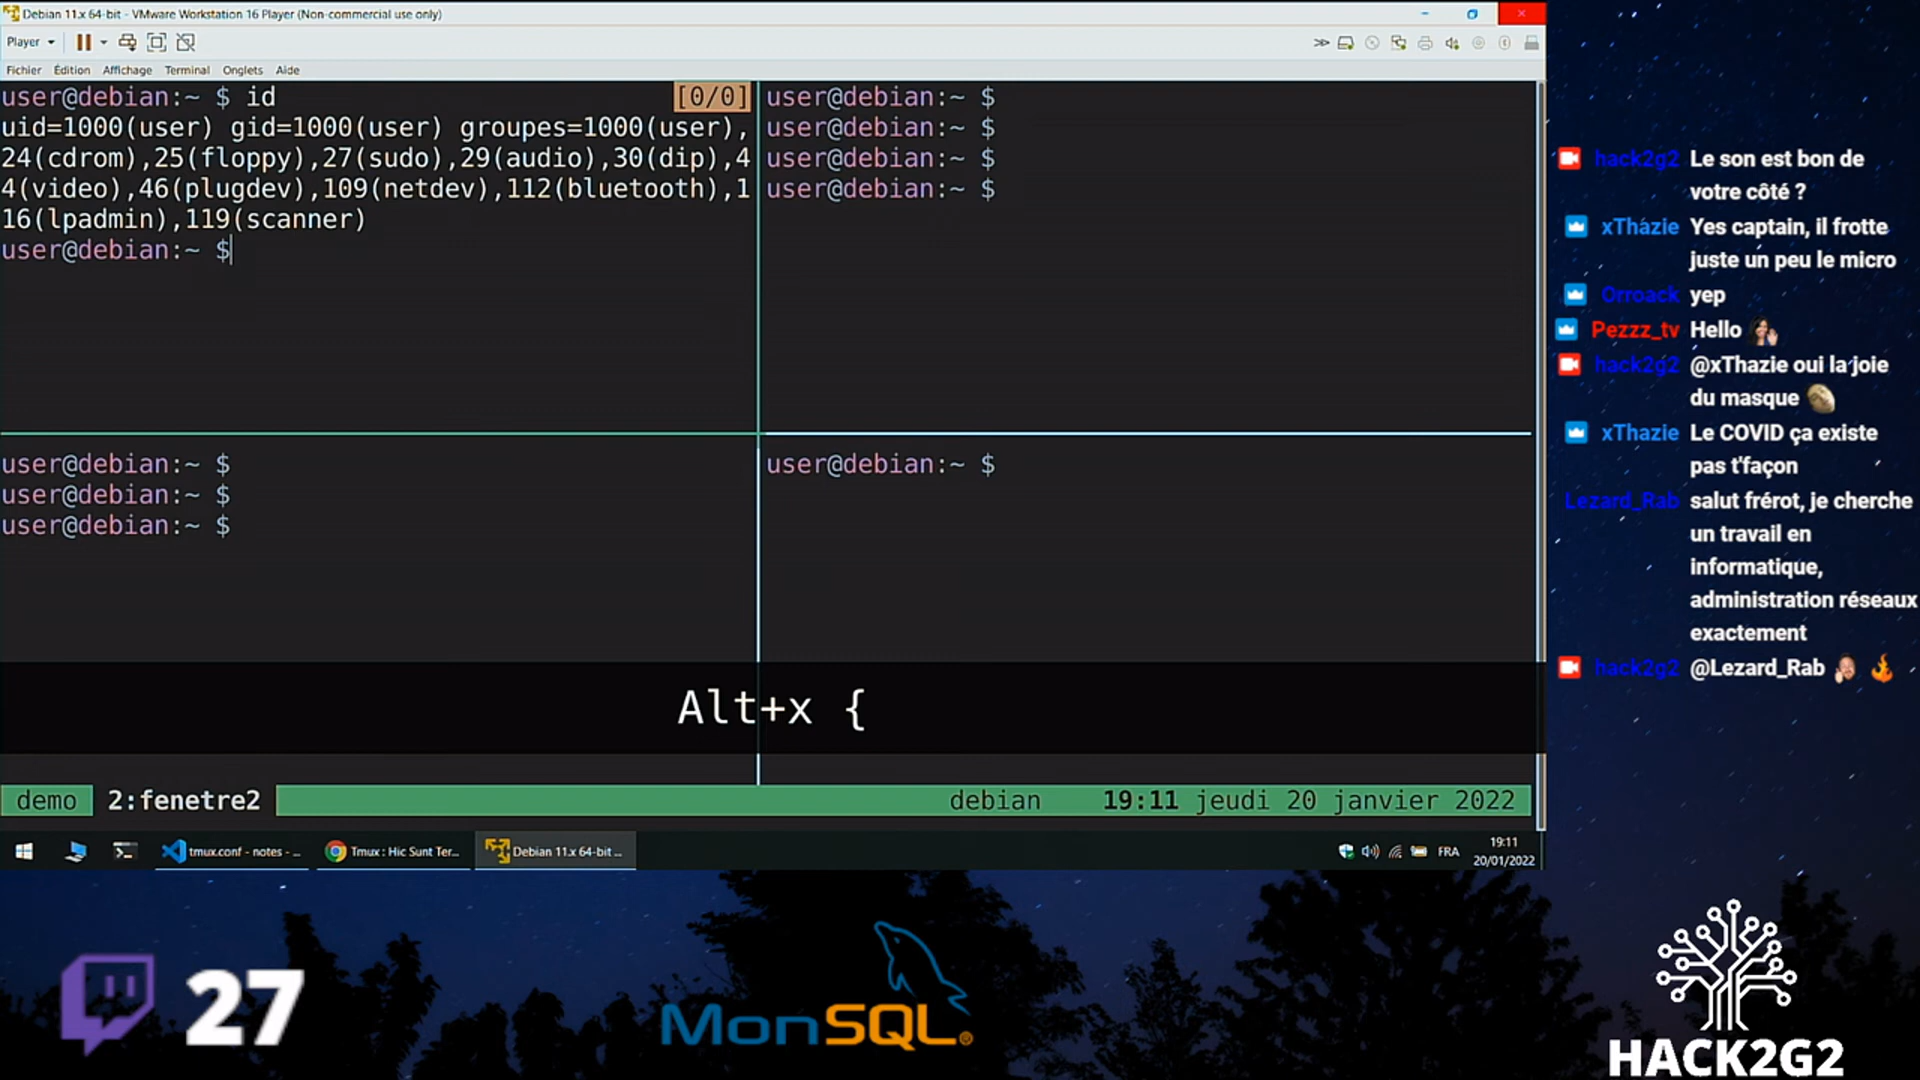 Debian 11.x 64-bit - VMware Workstation 16 Player (Non-commercial use only)
Player
Fichier Édition Affichage Terminal Onglets Aide
user@debian:~ $ id
[0/0]
uid=1000(user) gid=1000(user) groupes=1000(user),
24(cdrom),25(floppy),27(sudo),29(audio),30(dip),4
4(video),46(plugdev),109(netdev),112(bluetooth),1
16(lpadmin),119(scanner)
user@debian:~ $
user@debian:~ $
user@debian:~ $
user@debian:~ $
user@debian:~ $
user@debian:~ $
user@debian:~ $
user@debian:~ $
user@debian:~ $
Alt+x {
demo 2:fenetre2 debian 19:11 jeudi 20 janvier 2022
tmux.conf - notes - ...
Tmux : Hic Sunt Ter...
Debian 11.x 64-bit ...
FRA
19:11
20/01/2022
hack2g2 Le son est bon de
votre côté ?
xThazie Yes captain, il frotte
juste un peu le micro
Orroack yep
Pezzz_tv Hello
hack2g2 @xThazie oui la joie
du masque
xThazie Le COVID ça existe
pas t'façon
Lezard_Rab salut frérot, je cherche
un travail en
informatique,
administration réseaux
exactement
hack2g2 @Lezard_Rab
27
MonSQL®
HACK2G2